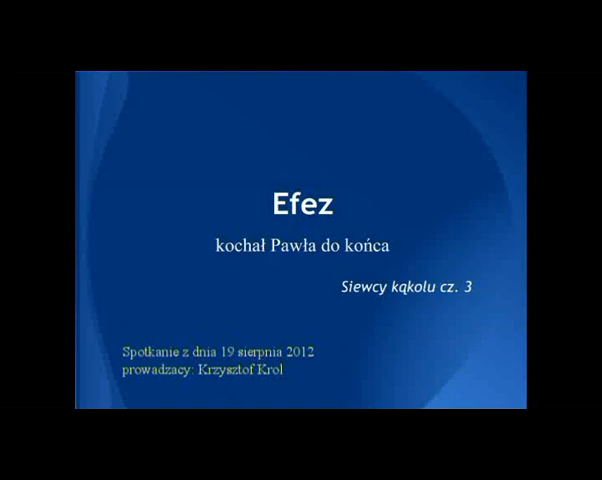 Efez
kochał Pawła do końca
Siewcy kąkolu cz. 3
Spotkanie z dnia 19 sierpnia 2012
prowadzacy: Krzysztof Krol